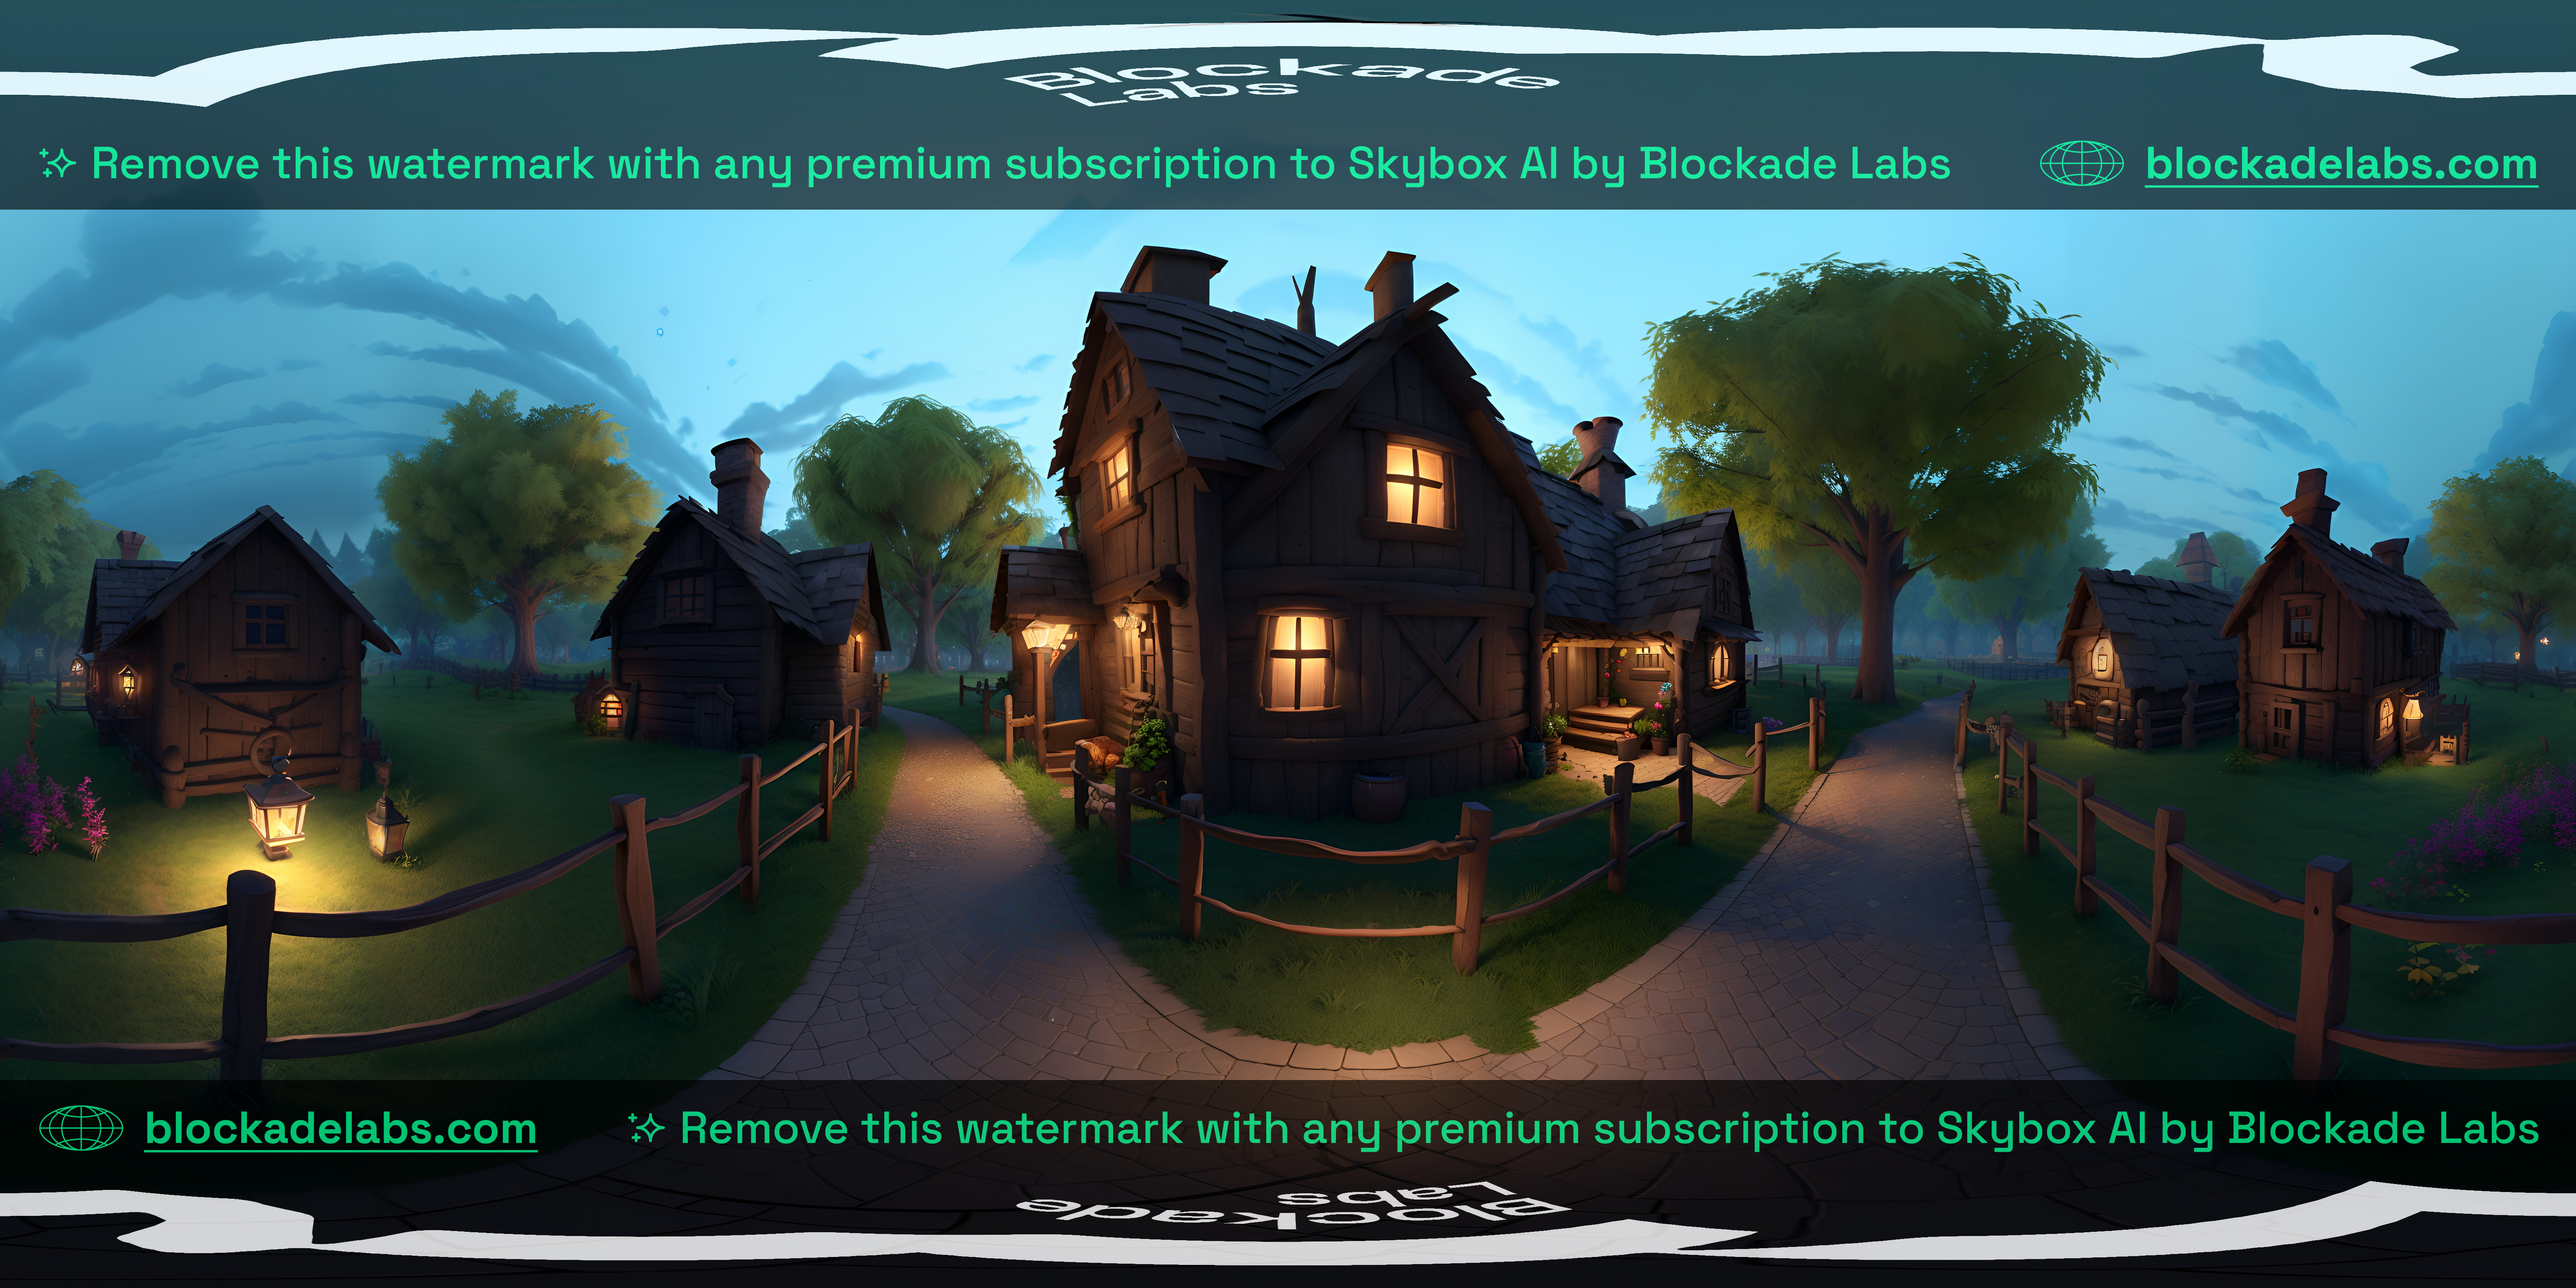 Blockade
Labs
Remove this watermark with any premium subscription to Skybox AI by Blockade Labs
blockadelabs.com
blockadelabs.com
Remove this watermark with any premium subscription to Skybox AI by Blockade Labs
Blockade
Labs